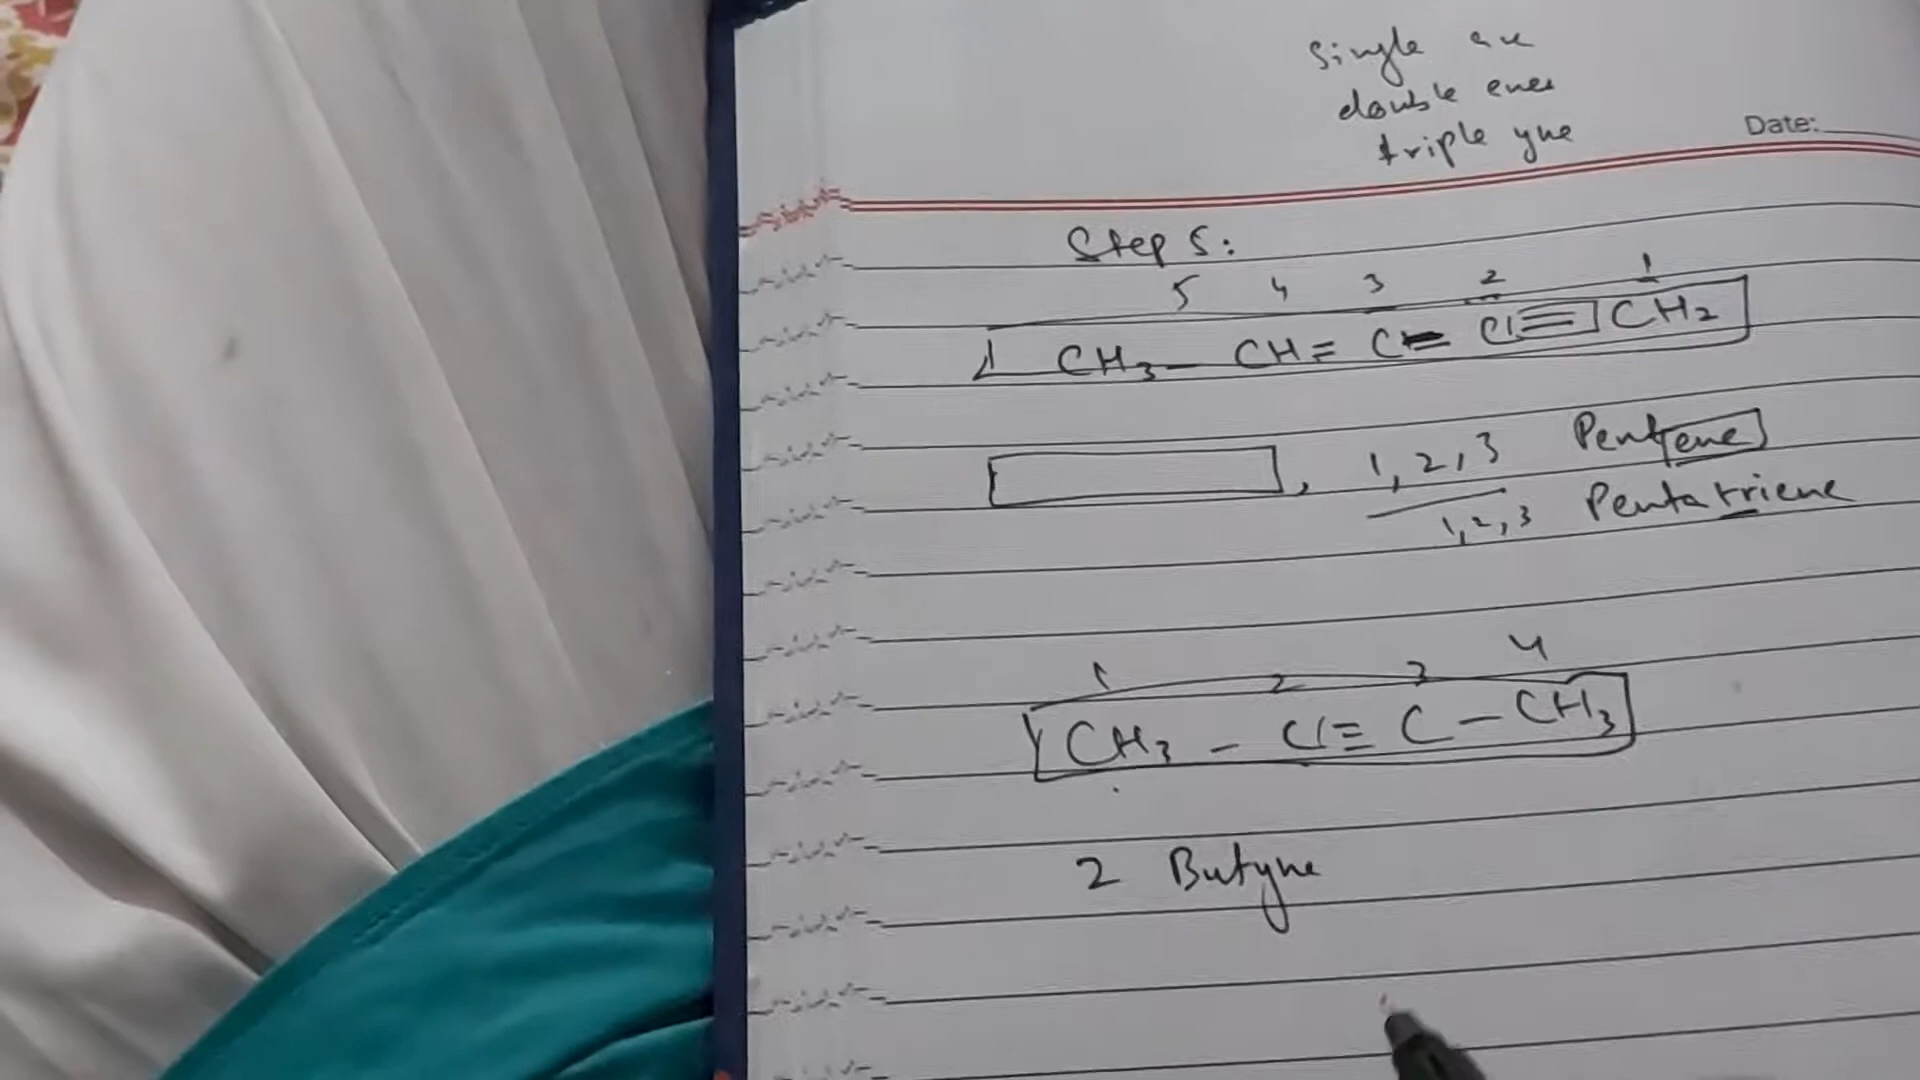 Single ane
double enes
triple yne
Date:
Step 5:
5 4 3 2 1
CH3 — CH = C = C ≡ CH2
, 1,2,3 Pentene
1,2,3 Pentatriene
1 2 3 4
CH3 – C ≡ C – CH3
2 Butyne